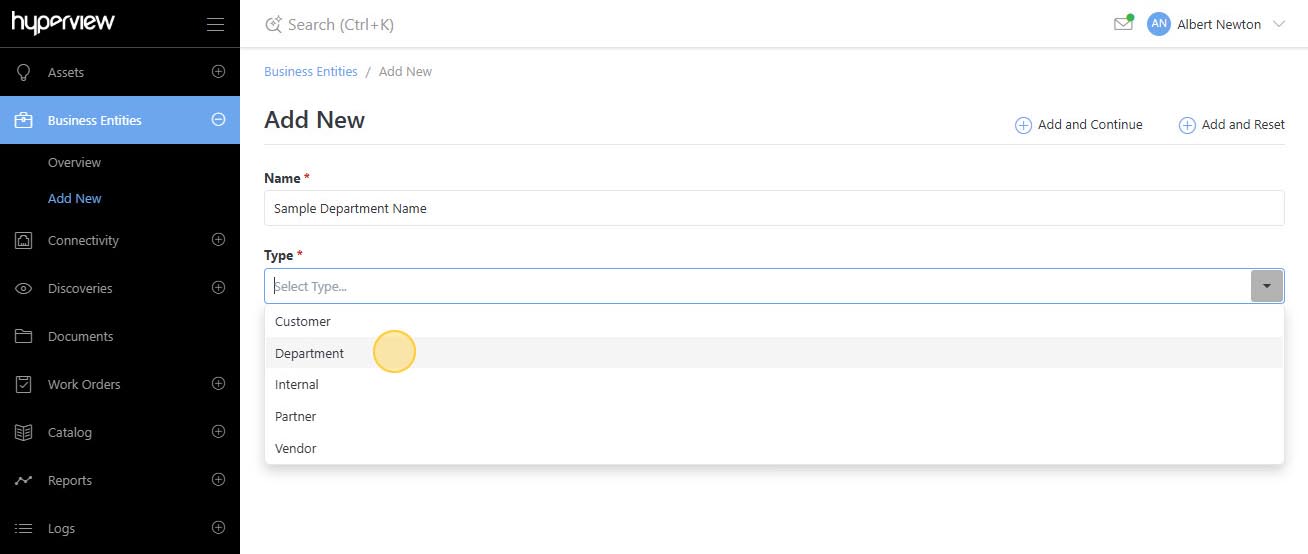 hyperview
Search (Ctrl+K)
AN
Albert Newton
Assets
Business Entities
Overview
Add New
Connectivity
Discoveries
Documents
Work Orders
Catalog
Reports
Logs
Business Entities / Add New
Add New
Add and Continue
Add and Reset
Name *
Sample Department Name
Type *
Select Type...
Customer
Department
Internal
Partner
Vendor